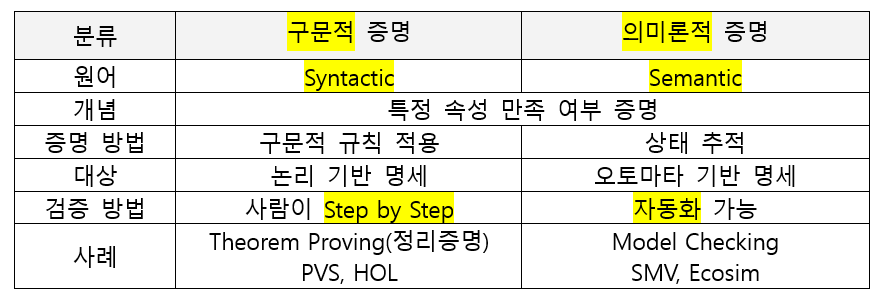 분류 구문적 증명 의미론적 증명
원어 Syntactic Semantic
개념 특정 속성 만족 여부 증명
증명 방법 구문적 규칙 적용 상태 추적
대상 논리 기반 명세 오토마타 기반 명세
검증 방법 사람이 Step by Step 자동화 가능
사례 Theorem Proving(정리증명) Model Checking
PVS, HOL SMV, Ecosim